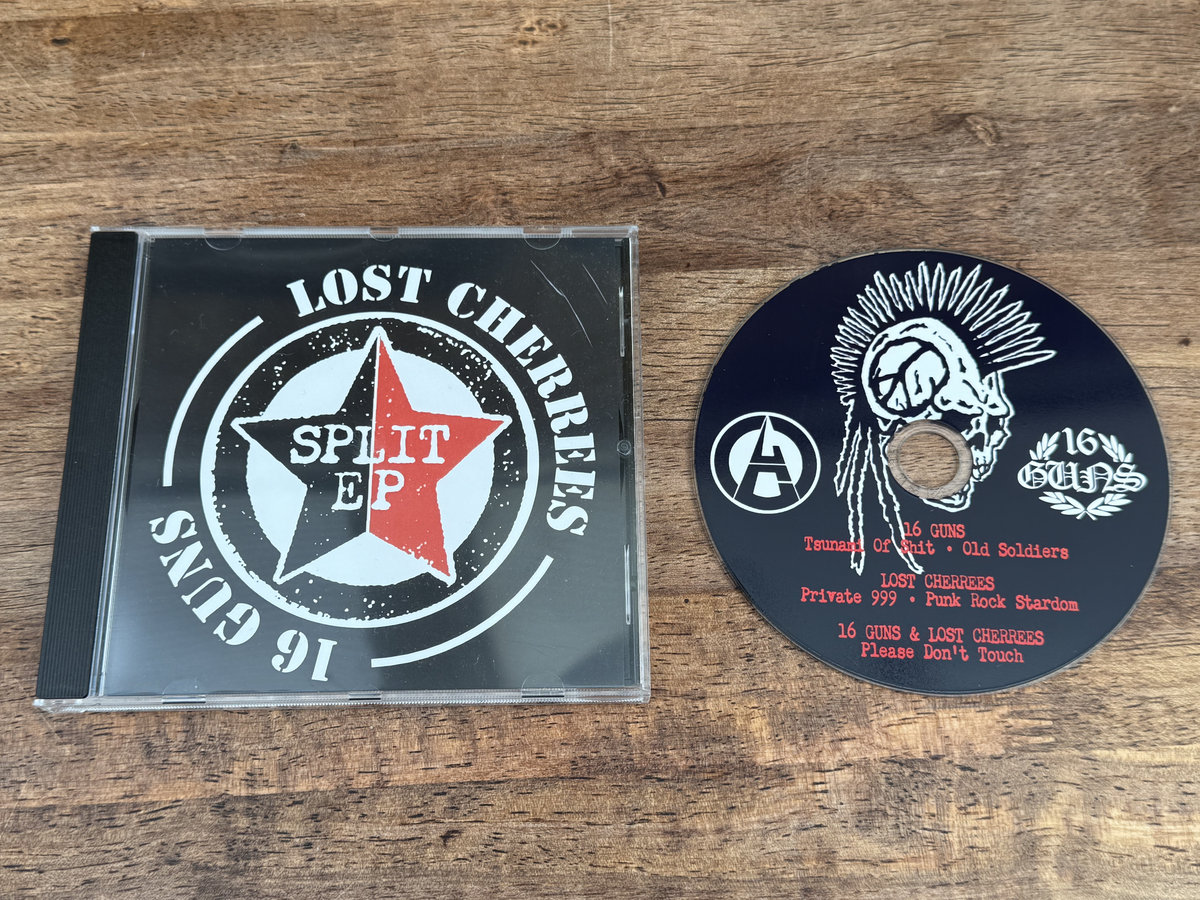 LOST CHERREES
SPLIT
EP
16 GUNS
16
GUNS
16 GUNS
Tsunami Of Shit • Old Soldiers
LOST CHERREES
Private 999 • Punk Rock Stardom
16 GUNS & LOST CHERREES
Please Don't Touch